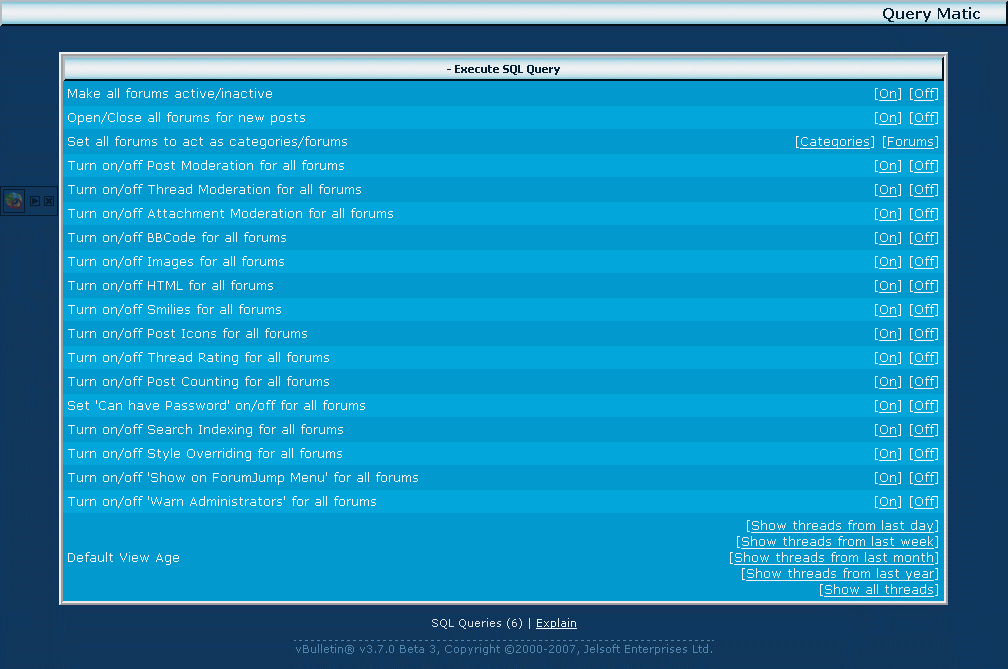 Query Matic
- Execute SQL Query
Make all forums active/inactive [On] [Off]
Open/Close all forums for new posts [On] [Off]
Set all forums to act as categories/forums [Categories] [Forums]
Turn on/off Post Moderation for all forums [On] [Off]
Turn on/off Thread Moderation for all forums [On] [Off]
Turn on/off Attachment Moderation for all forums [On] [Off]
Turn on/off BBCode for all forums [On] [Off]
Turn on/off Images for all forums [On] [Off]
Turn on/off HTML for all forums [On] [Off]
Turn on/off Smilies for all forums [On] [Off]
Turn on/off Post Icons for all forums [On] [Off]
Turn on/off Thread Rating for all forums [On] [Off]
Turn on/off Post Counting for all forums [On] [Off]
Set 'Can have Password' on/off for all forums [On] [Off]
Turn on/off Search Indexing for all forums [On] [Off]
Turn on/off Style Overriding for all forums [On] [Off]
Turn on/off 'Show on ForumJump Menu' for all forums [On] [Off]
Turn on/off 'Warn Administrators' for all forums [On] [Off]
Default View Age
[Show threads from last day]
[Show threads from last week]
[Show threads from last month]
[Show threads from last year]
[Show all threads]
SQL Queries (6) | Explain
vBulletin® v3.7.0 Beta 3, Copyright ©2000-2007, Jelsoft Enterprises Ltd.